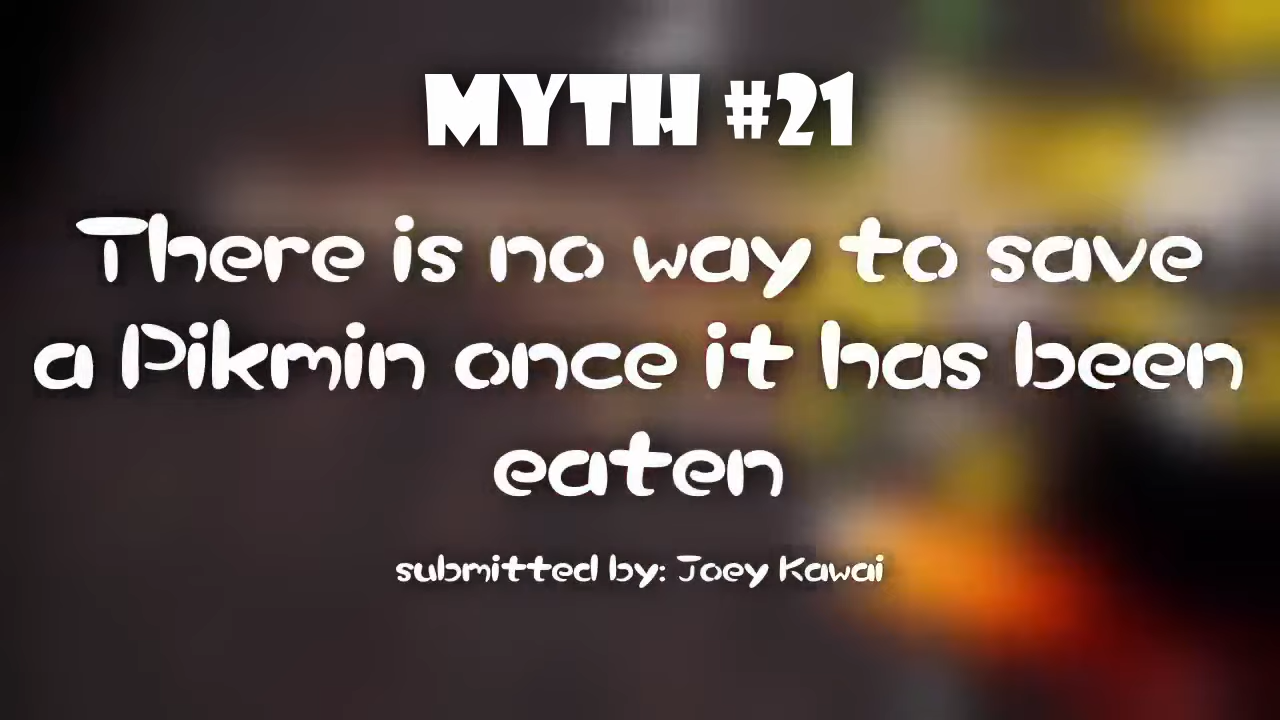 MYTH #21
There is no way to save
a Pikmin once it has been
eaten
submitted by: Joey Kawai